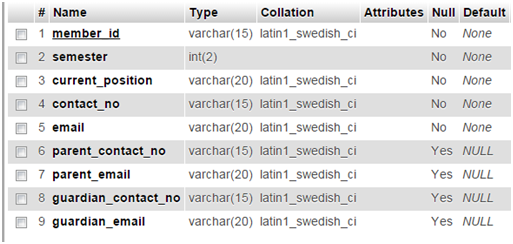 # Name Type Collation Attributes Null Default
1 member_id varchar(15) latin1_swedish_ci No None
2 semester int(2) No None
3 current_position varchar(20) latin1_swedish_ci No None
4 contact_no varchar(15) latin1_swedish_ci No None
5 email varchar(20) latin1_swedish_ci No None
6 parent_contact_no varchar(15) latin1_swedish_ci Yes NULL
7 parent_email varchar(20) latin1_swedish_ci Yes NULL
8 guardian_contact_no varchar(15) latin1_swedish_ci Yes NULL
9 guardian_email varchar(20) latin1_swedish_ci Yes NULL